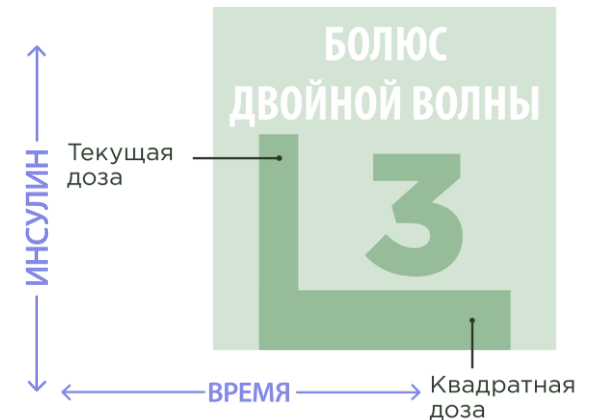 БОЛЮС
ДВОЙНОЙ ВОЛНЫ
Текущая
доза
3
ИНСУЛИН
ВРЕМЯ
Квадратная
доза